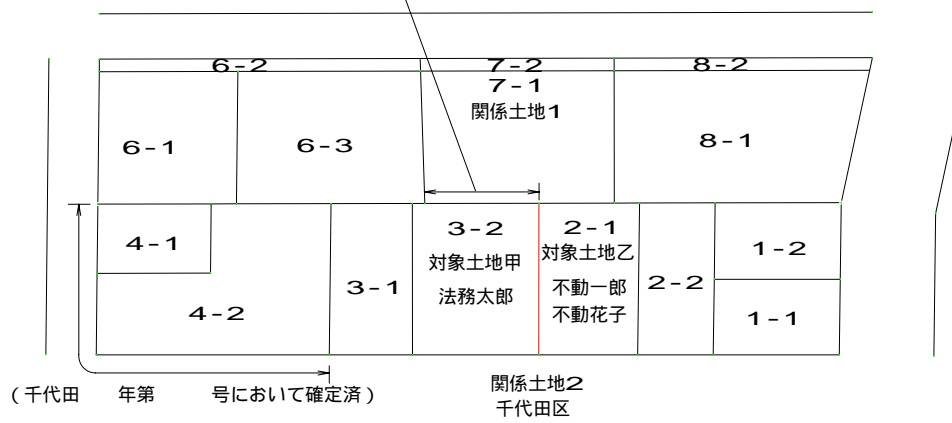 6-2
7-2
8-2
7-1
関係土地1
6-1
6-3
8-1
4-1
4-2
3-1
3-2
対象土地甲
法務太郎
2-1
対象土地乙
不動一郎
不動花子
2-2
1-2
1-1
(千代田 年第 号において確定済)
関係土地2
千代田区